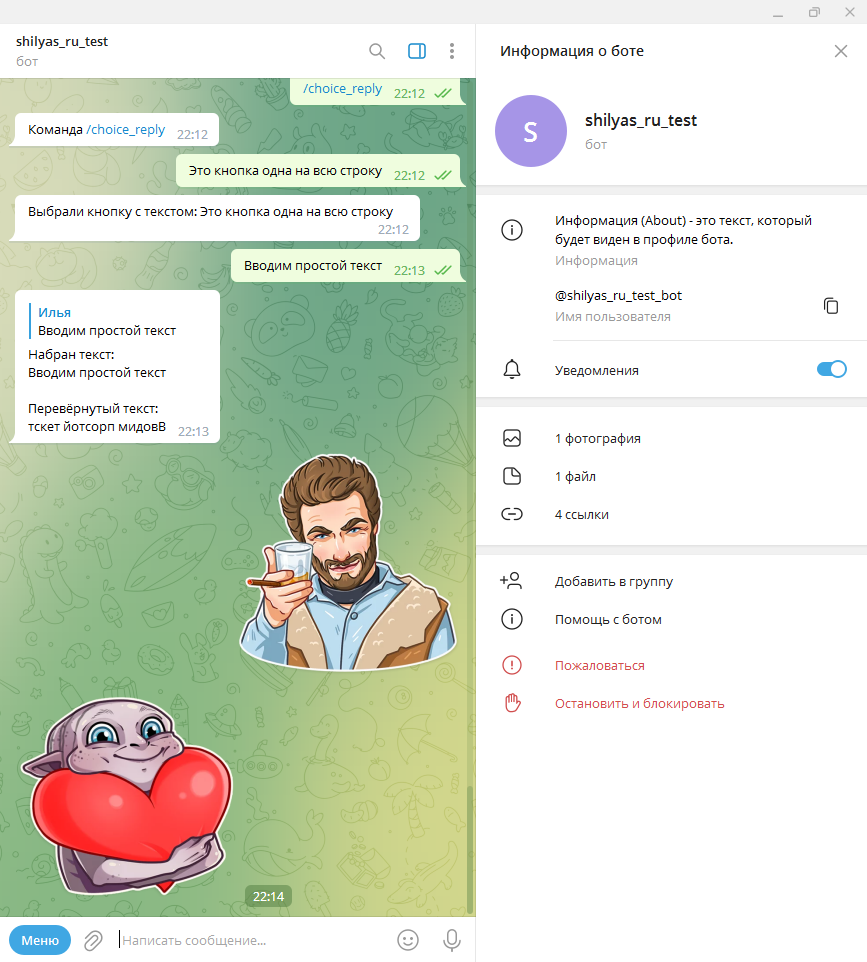 shilyas_ru_test
бот
/choice_reply 22:12
Команда /choice_reply 22:12
Это кнопка одна на всю строку 22:12
Выбрали кнопку с текстом: Это кнопка одна на всю строку
22:12
Вводим простой текст 22:13
Илья
Вводим простой текст
Набран текст:
Вводим простой текст
Перевёрнутый текст:
тскет йотсорп мидовВ 22:13
22:14
Меню
Написать сообщение...
Информация о боте
S
shilyas_ru_test
бот
Информация (About) - это текст, который
будет виден в профиле бота.
Информация
@shilyas_ru_test_bot
Имя пользователя
Уведомления
1 фотография
1 файл
4 ссылки
Добавить в группу
Помощь с ботом
Пожаловаться
Остановить и блокировать